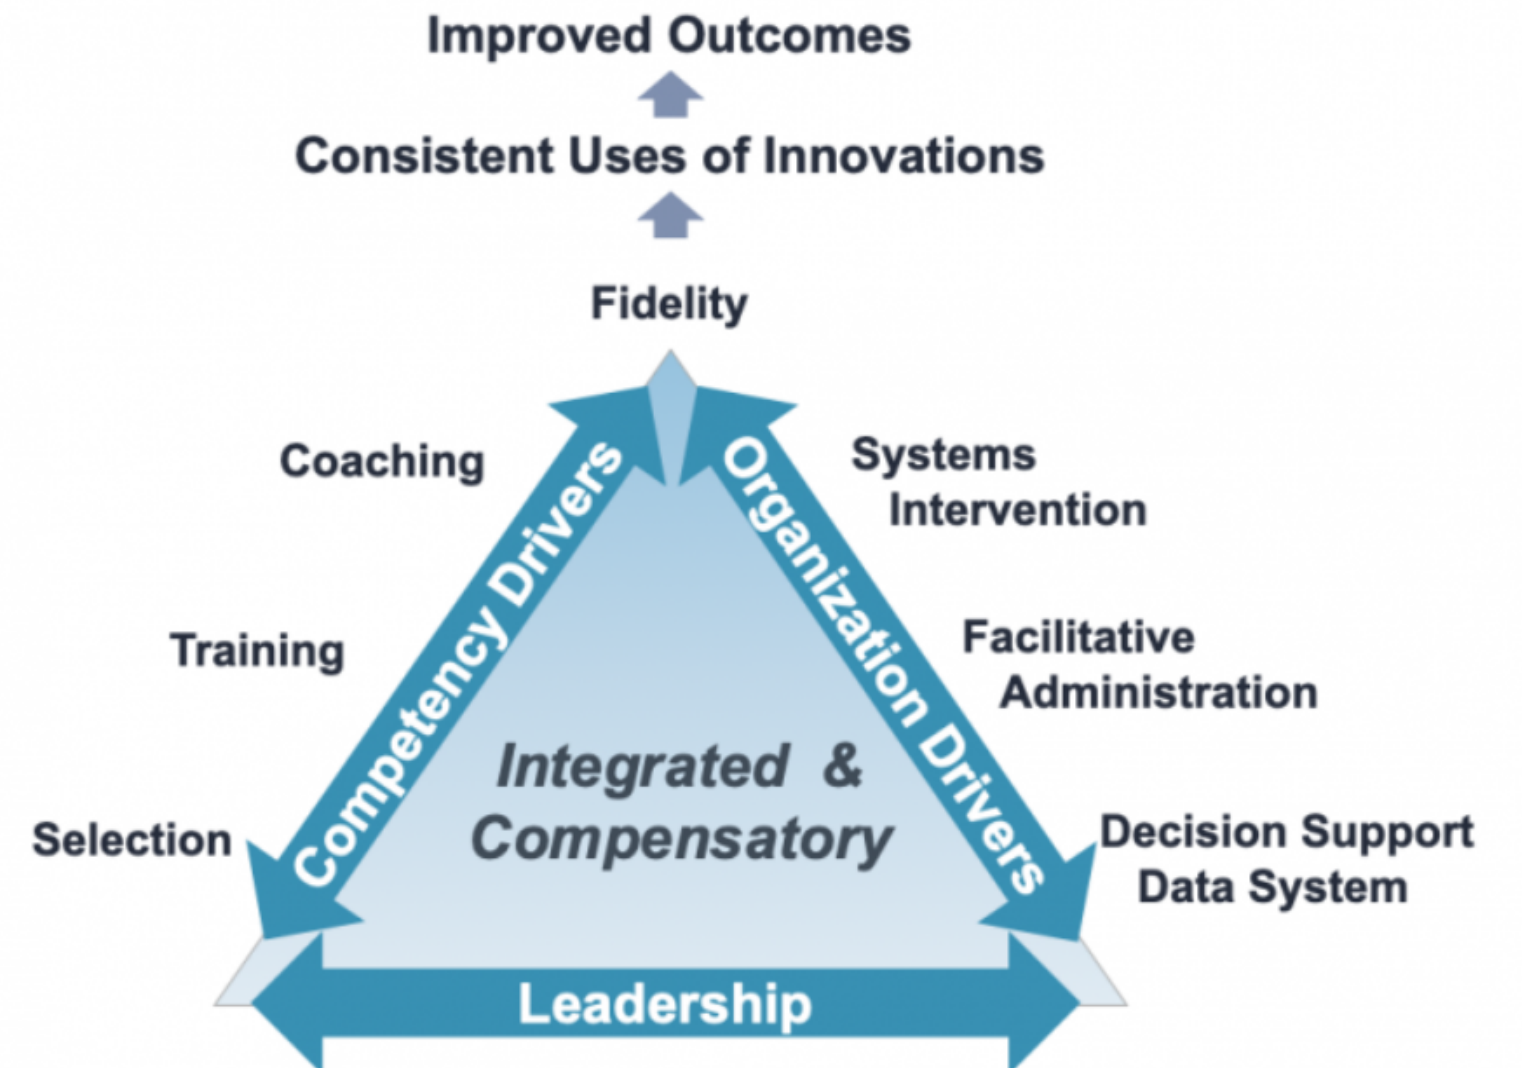 Improved Outcomes
Consistent Uses of Innovations
Fidelity
Coaching
Training
Selection
Competency Drivers
Organization Drivers
Systems
Intervention
Facilitative
Administration
Decision Support
Data System
Integrated &
Compensatory
Leadership